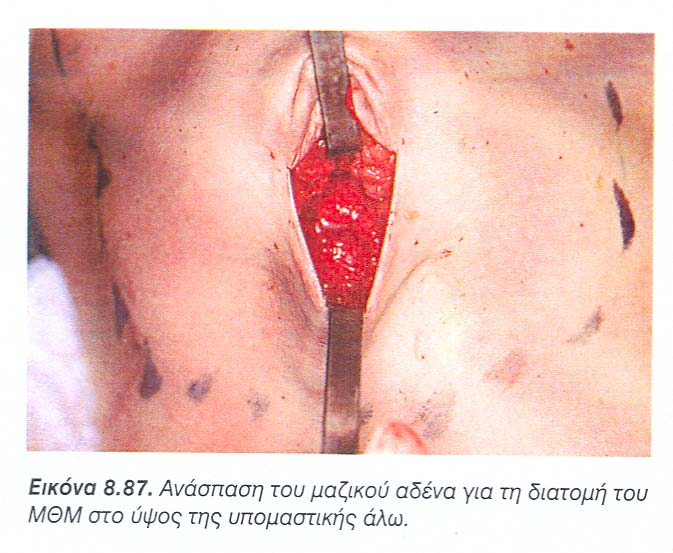 Εικόνα 8.87. Ανάσπαση του μαζικού αδένα για τη διατομή του
ΜΘΜ στο ύψος της υπομαστικής άλω.